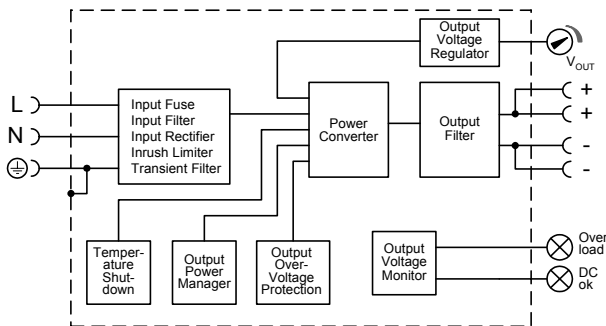 Output
Voltage
Regulator
VOUT
L
N
Input Fuse
Input Filter
Input Rectifier
Inrush Limiter
Transient Filter
Power
Converter
Output
Filter
+
+
-
-
Temper-
ature
Shut-
down
Output
Power
Manager
Output
Over-
Voltage
Protection
Output
Voltage
Monitor
Over
load
DC
ok